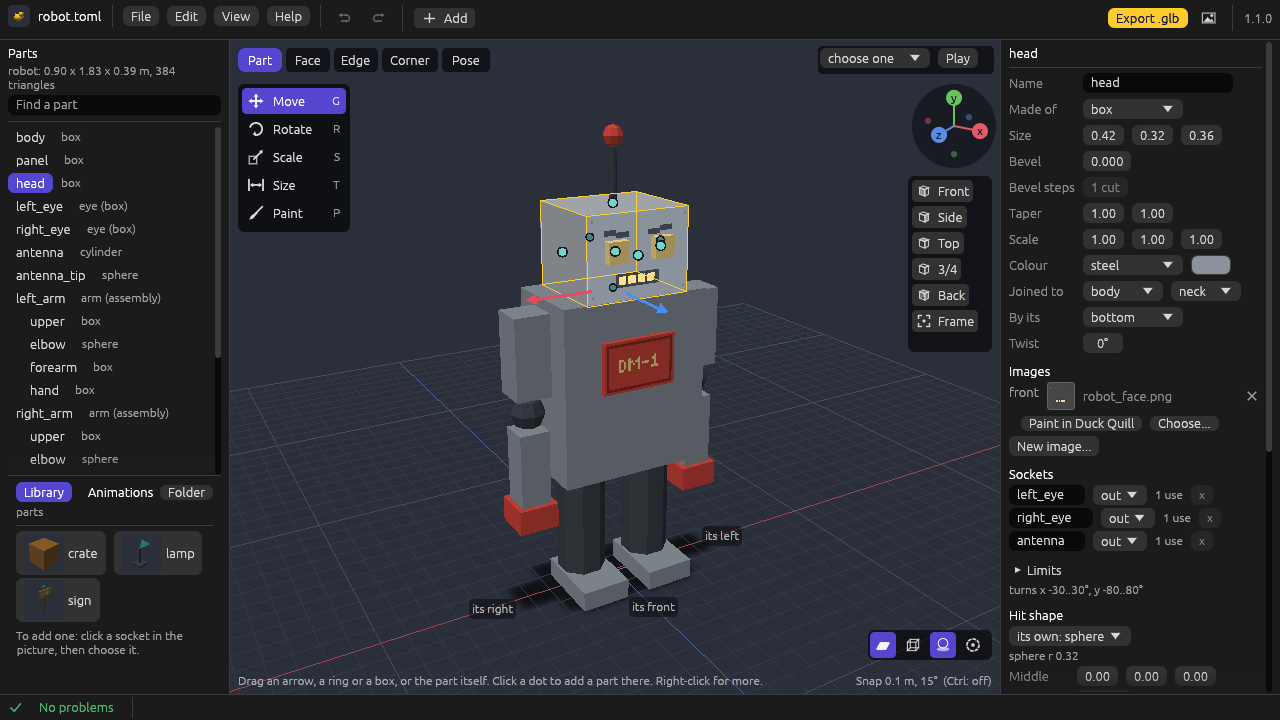 robot.toml File Edit View Help + Add Export .glb 1.1.0
Parts
robot: 0.90 x 1.83 x 0.39 m, 384
triangles
Find a part
body box
panel box
head box
left_eye eye (box)
right_eye eye (box)
antenna cylinder
antenna_tip sphere
left_arm arm (assembly)
upper box
elbow sphere
forearm box
hand box
right_arm arm (assembly)
upper box
elbow sphere
Library Animations Folder
parts
crate lamp
sign
To add one: click a socket in the
picture, then choose it.
Part Face Edge Corner Pose
Move G
Rotate R
Scale S
Size T
Paint P
choose one Play
y
x
z
Front
Side
Top
3/4
Back
Frame
DM-1
its left
its right
its front
Drag an arrow, a ring or a box, or the part itself. Click a dot to add a part there. Right-click for more.
Snap 0.1 m, 15° (Ctrl: off)
head
Name head
Made of box
Size 0.42 0.32 0.36
Bevel 0.000
Bevel steps 1 cut
Taper 1.00 1.00
Scale 1.00 1.00 1.00
Colour steel
Joined to body neck
By its bottom
Twist 0°
Images
front robot_face.png
Paint in Duck Quill Choose...
New image...
Sockets
left_eye out 1 use x
right_eye out 1 use x
antenna out 1 use x
Limits
turns x -30..30°, y -80..80°
Hit shape
its own: sphere
sphere r 0.32
Middle 0.00 0.00 0.00
No problems